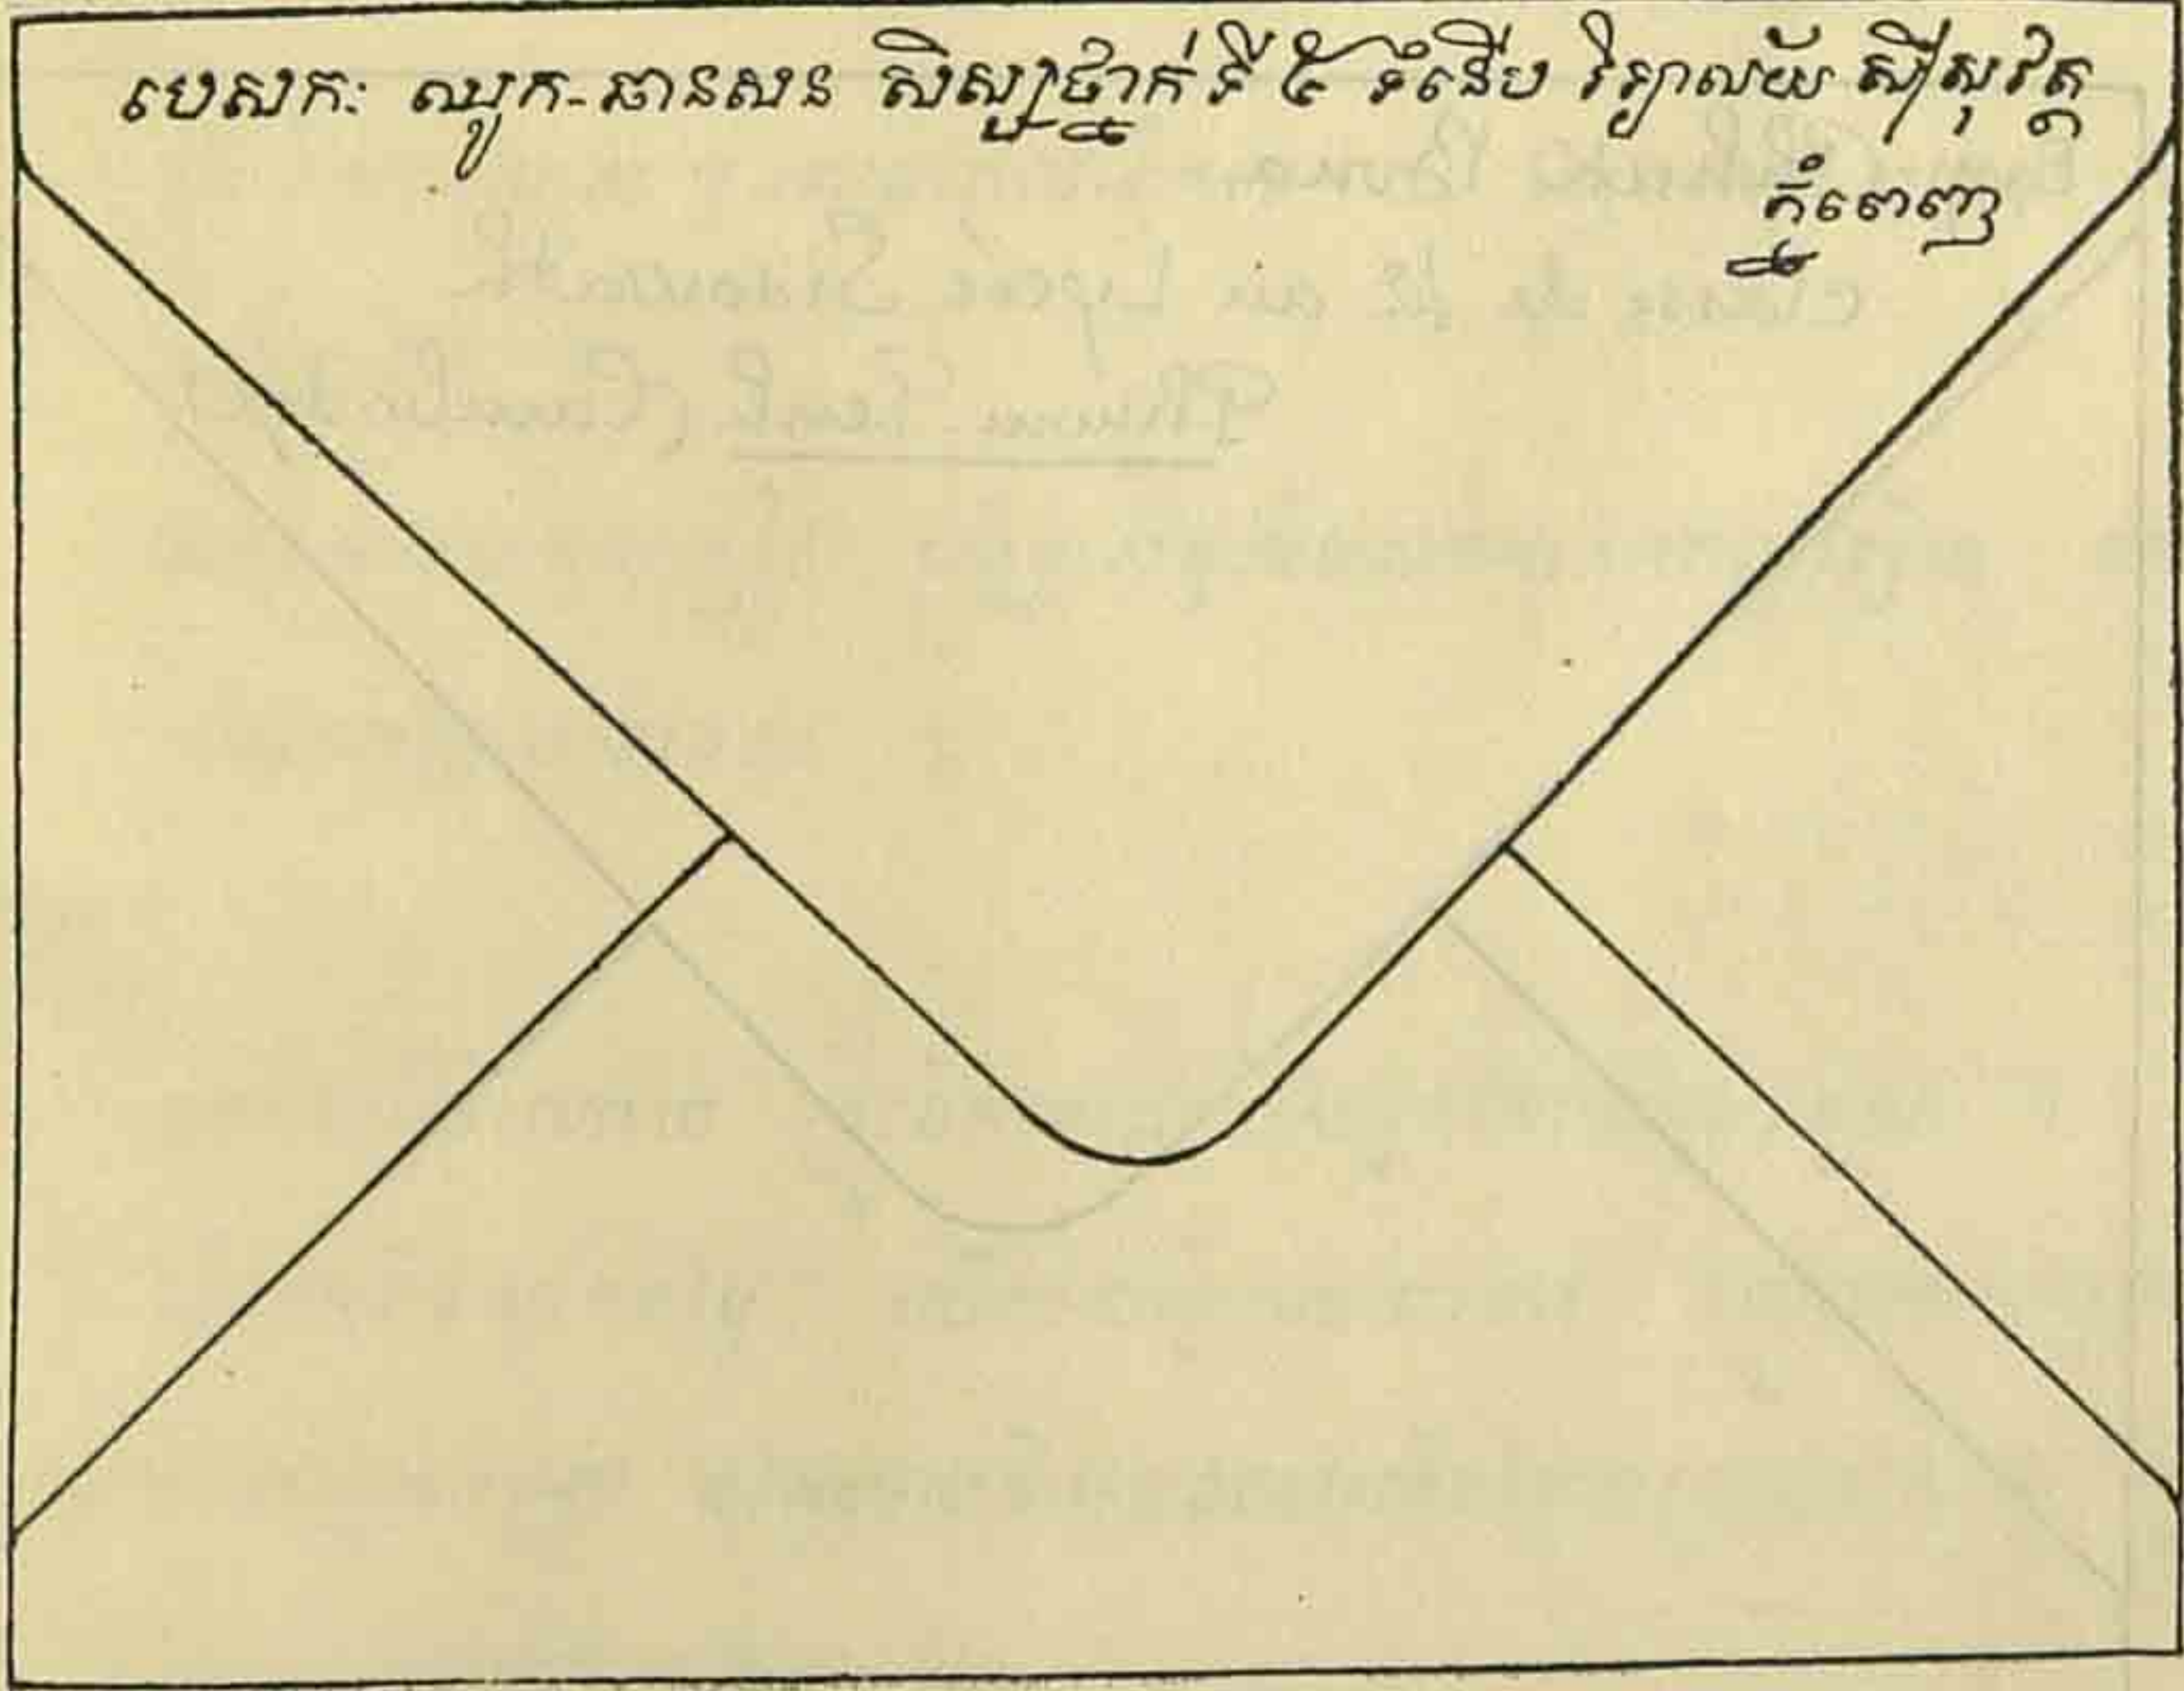 បេសកៈ ឈូក-ឆានសន សិស្សថ្នាក់ទី ៥ ទំនើប វិទ្យាល័យ ស៊ីសុវត្ថ
ភ្នំពេញ